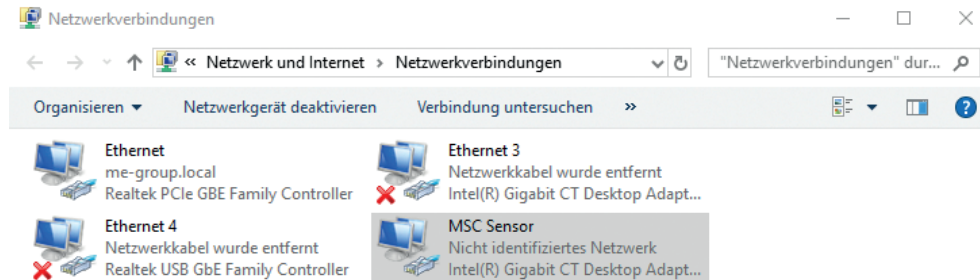 Netzwerkverbindungen
« Netzwerk und Internet › Netzwerkverbindungen
"Netzwerkverbindungen" dur...
Organisieren Netzwerkgerät deaktivieren Verbindung untersuchen »
Ethernet
me-group.local
Realtek PCIe GBE Family Controller
Ethernet 3
Netzwerkkabel wurde entfernt
Intel(R) Gigabit CT Desktop Adapt...
Ethernet 4
Netzwerkkabel wurde entfernt
Realtek USB GbE Family Controller
MSC Sensor
Nicht identifiziertes Netzwerk
Intel(R) Gigabit CT Desktop Adapt...